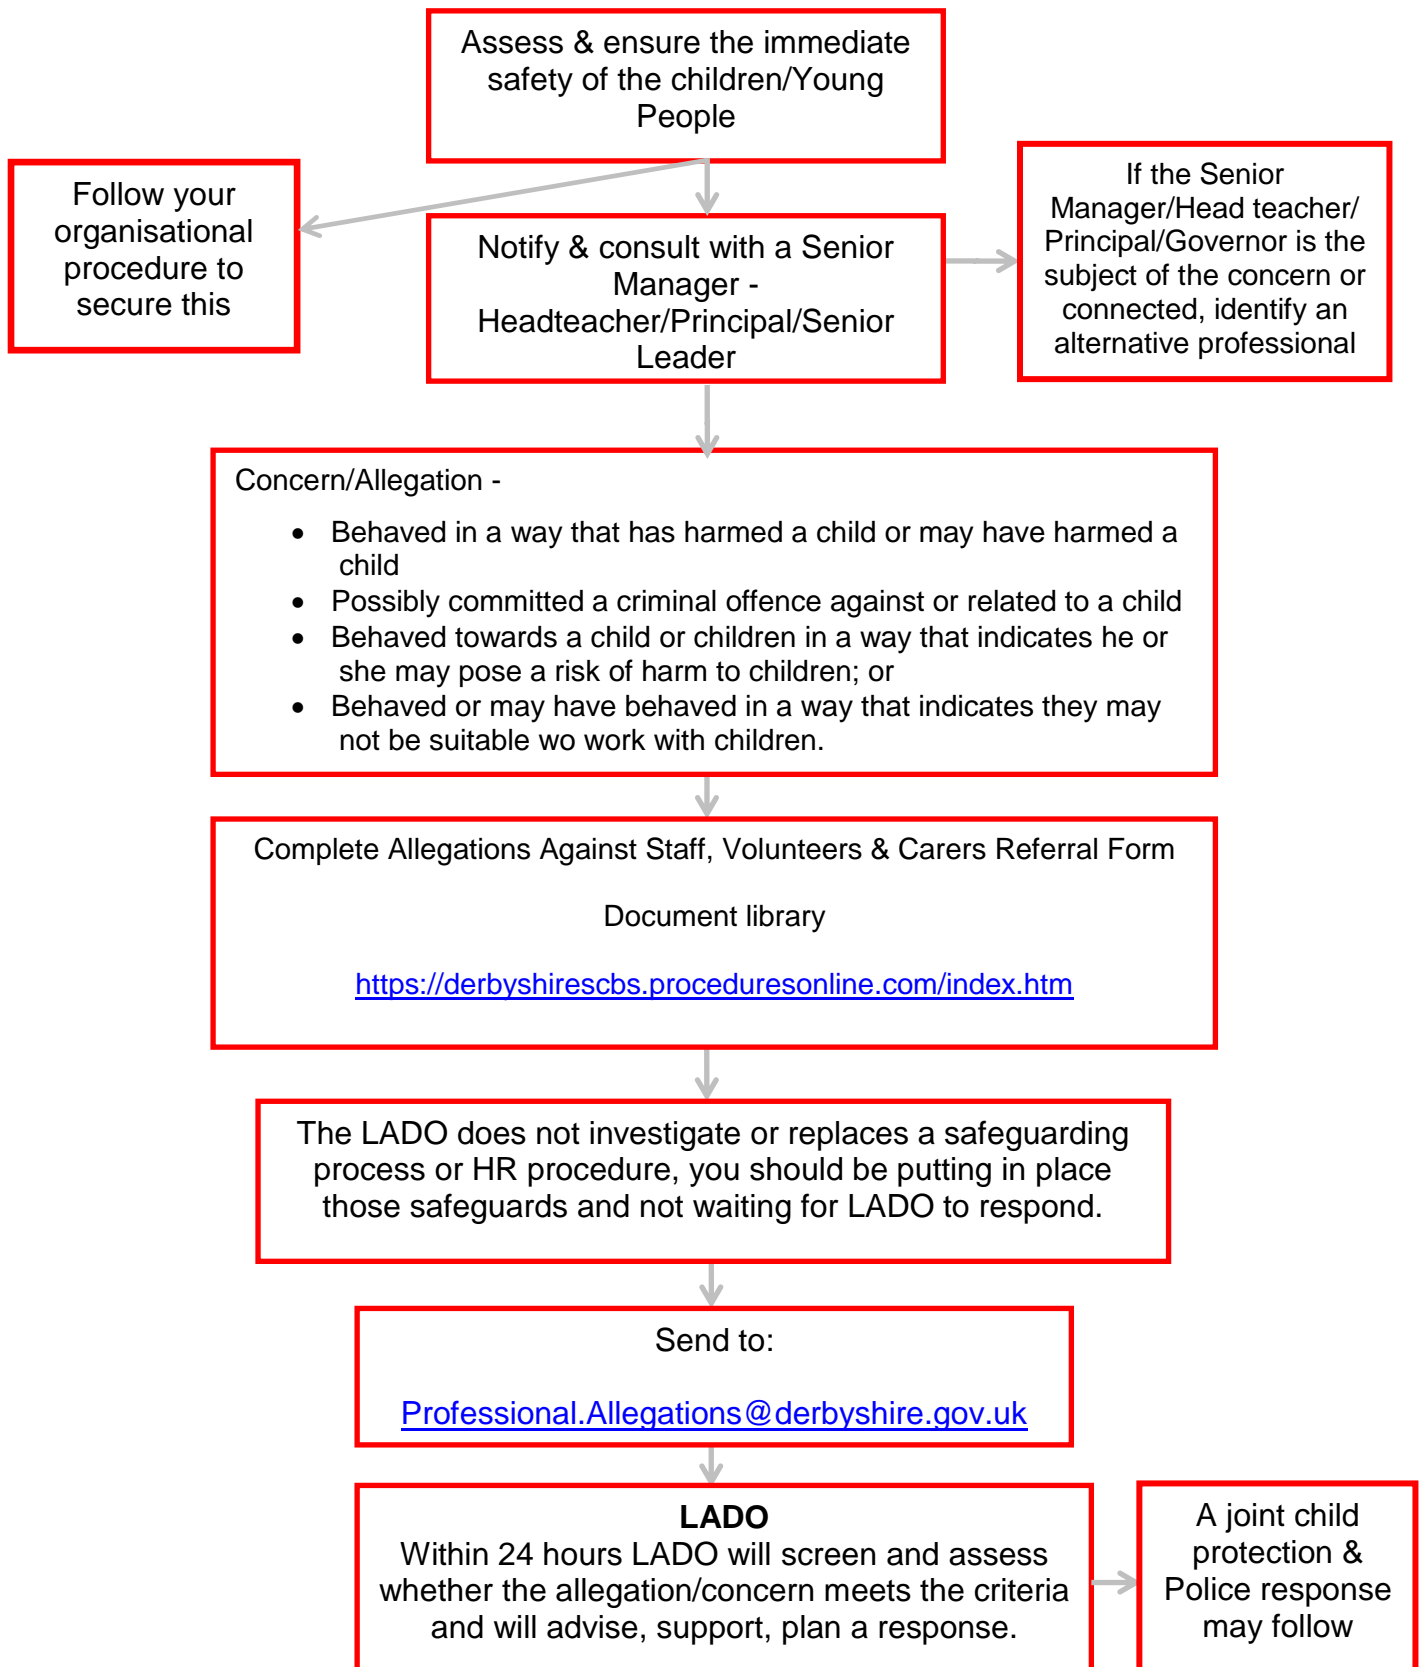 Assess & ensure the immediate
safety of the children/Young
People
Follow your
organisational
procedure to
secure this
Notify & consult with a Senior
Manager -
Headteacher/Principal/Senior
Leader
If the Senior
Manager/Head teacher/
Principal/Governor is the
subject of the concern or
connected, identify an
alternative professional
Concern/Allegation -
• Behaved in a way that has harmed a child or may have harmed a
child
• Possibly committed a criminal offence against or related to a child
• Behaved towards a child or children in a way that indicates he or
she may pose a risk of harm to children; or
• Behaved or may have behaved in a way that indicates they may
not be suitable wo work with children.
Complete Allegations Against Staff, Volunteers & Carers Referral Form
Document library
https://derbyshirescbs.proceduresonline.com/index.htm
The LADO does not investigate or replaces a safeguarding
process or HR procedure, you should be putting in place
those safeguards and not waiting for LADO to respond.
Send to:
Professional.Allegations@derbyshire.gov.uk
LADO
Within 24 hours LADO will screen and assess
whether the allegation/concern meets the criteria
and will advise, support, plan a response.
A joint child
protection &
Police response
may follow